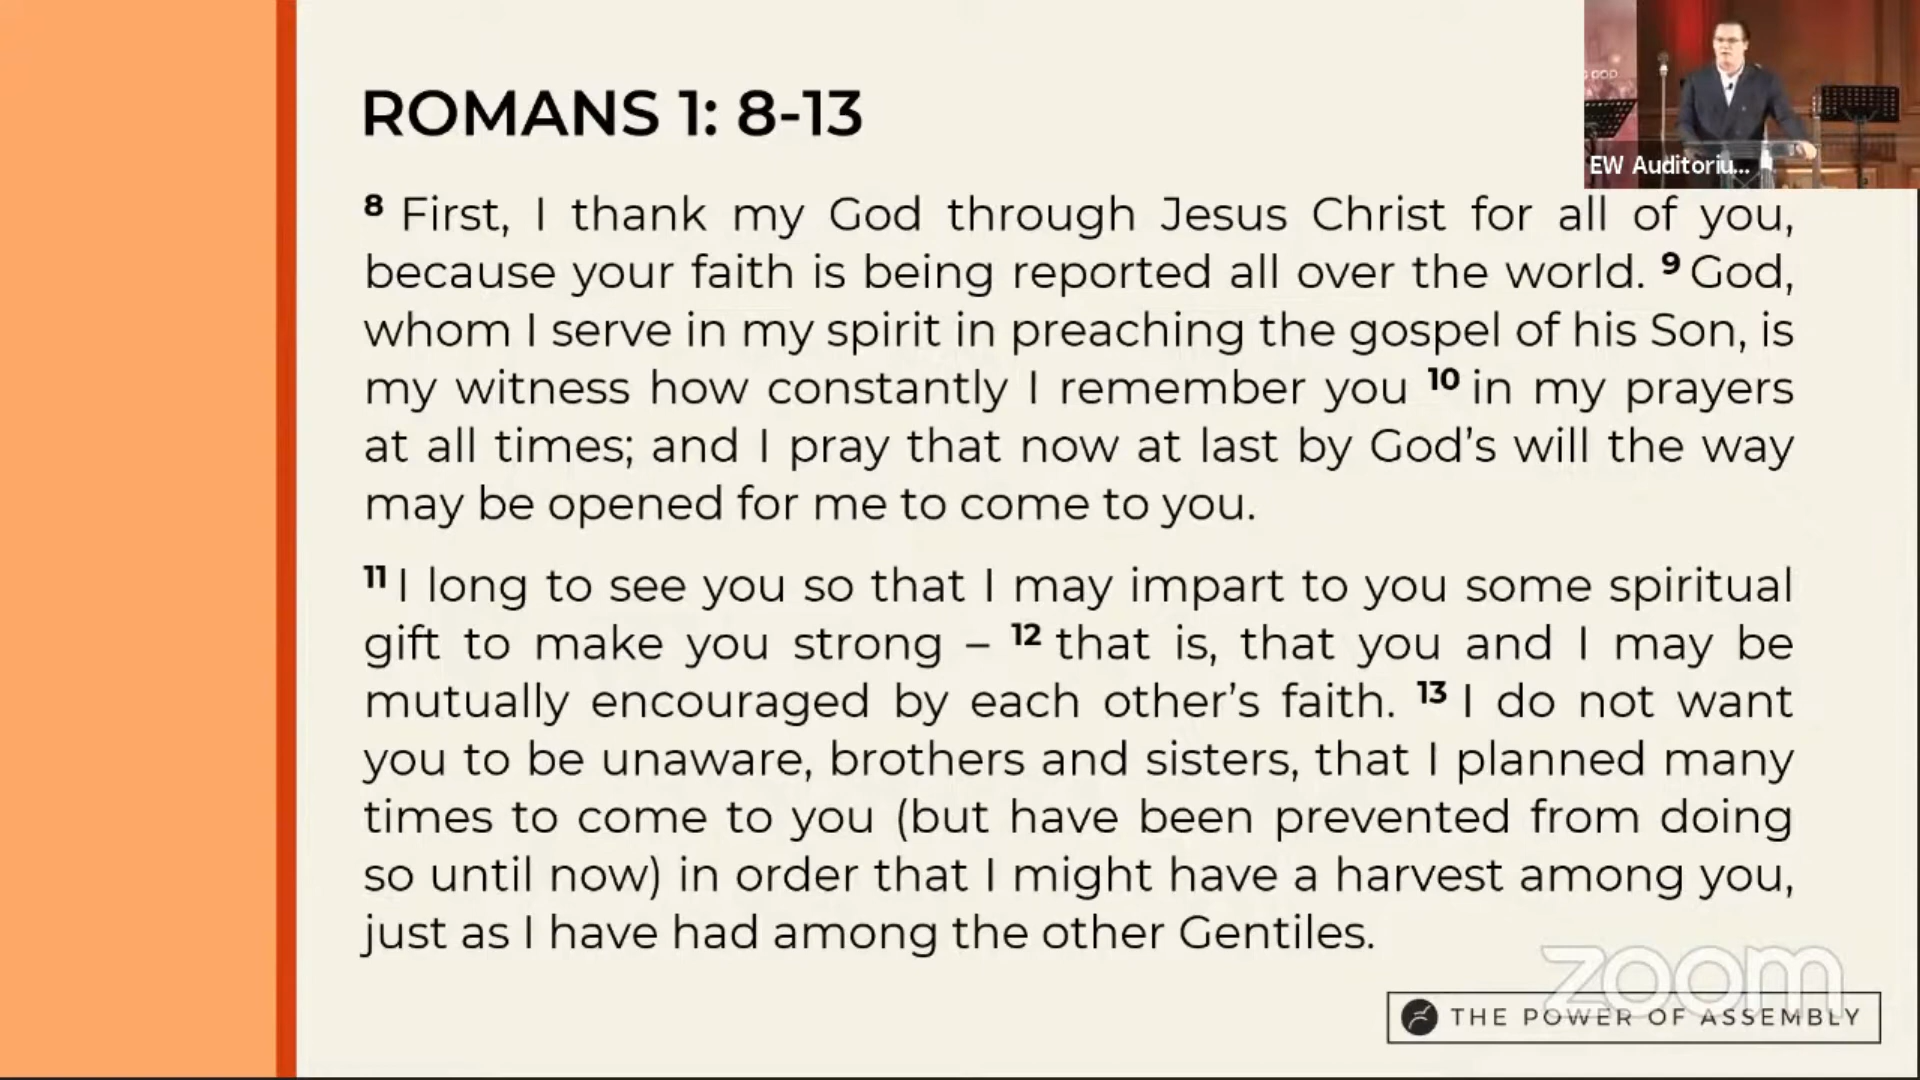 ROMANS 1: 8-13
8 First, I thank my God through Jesus Christ for all of you,
because your faith is being reported all over the world. 9 God,
whom I serve in my spirit in preaching the gospel of his Son, is
my witness how constantly I remember you 10 in my prayers
at all times; and I pray that now at last by God’s will the way
may be opened for me to come to you.
11 I long to see you so that I may impart to you some spiritual
gift to make you strong – 12 that is, that you and I may be
mutually encouraged by each other’s faith. 13 I do not want
you to be unaware, brothers and sisters, that I planned many
times to come to you (but have been prevented from doing
so until now) in order that I might have a harvest among you,
just as I have had among the other Gentiles.
GOD
EW Auditoriu...
zoom
THE POWER OF ASSEMBLY